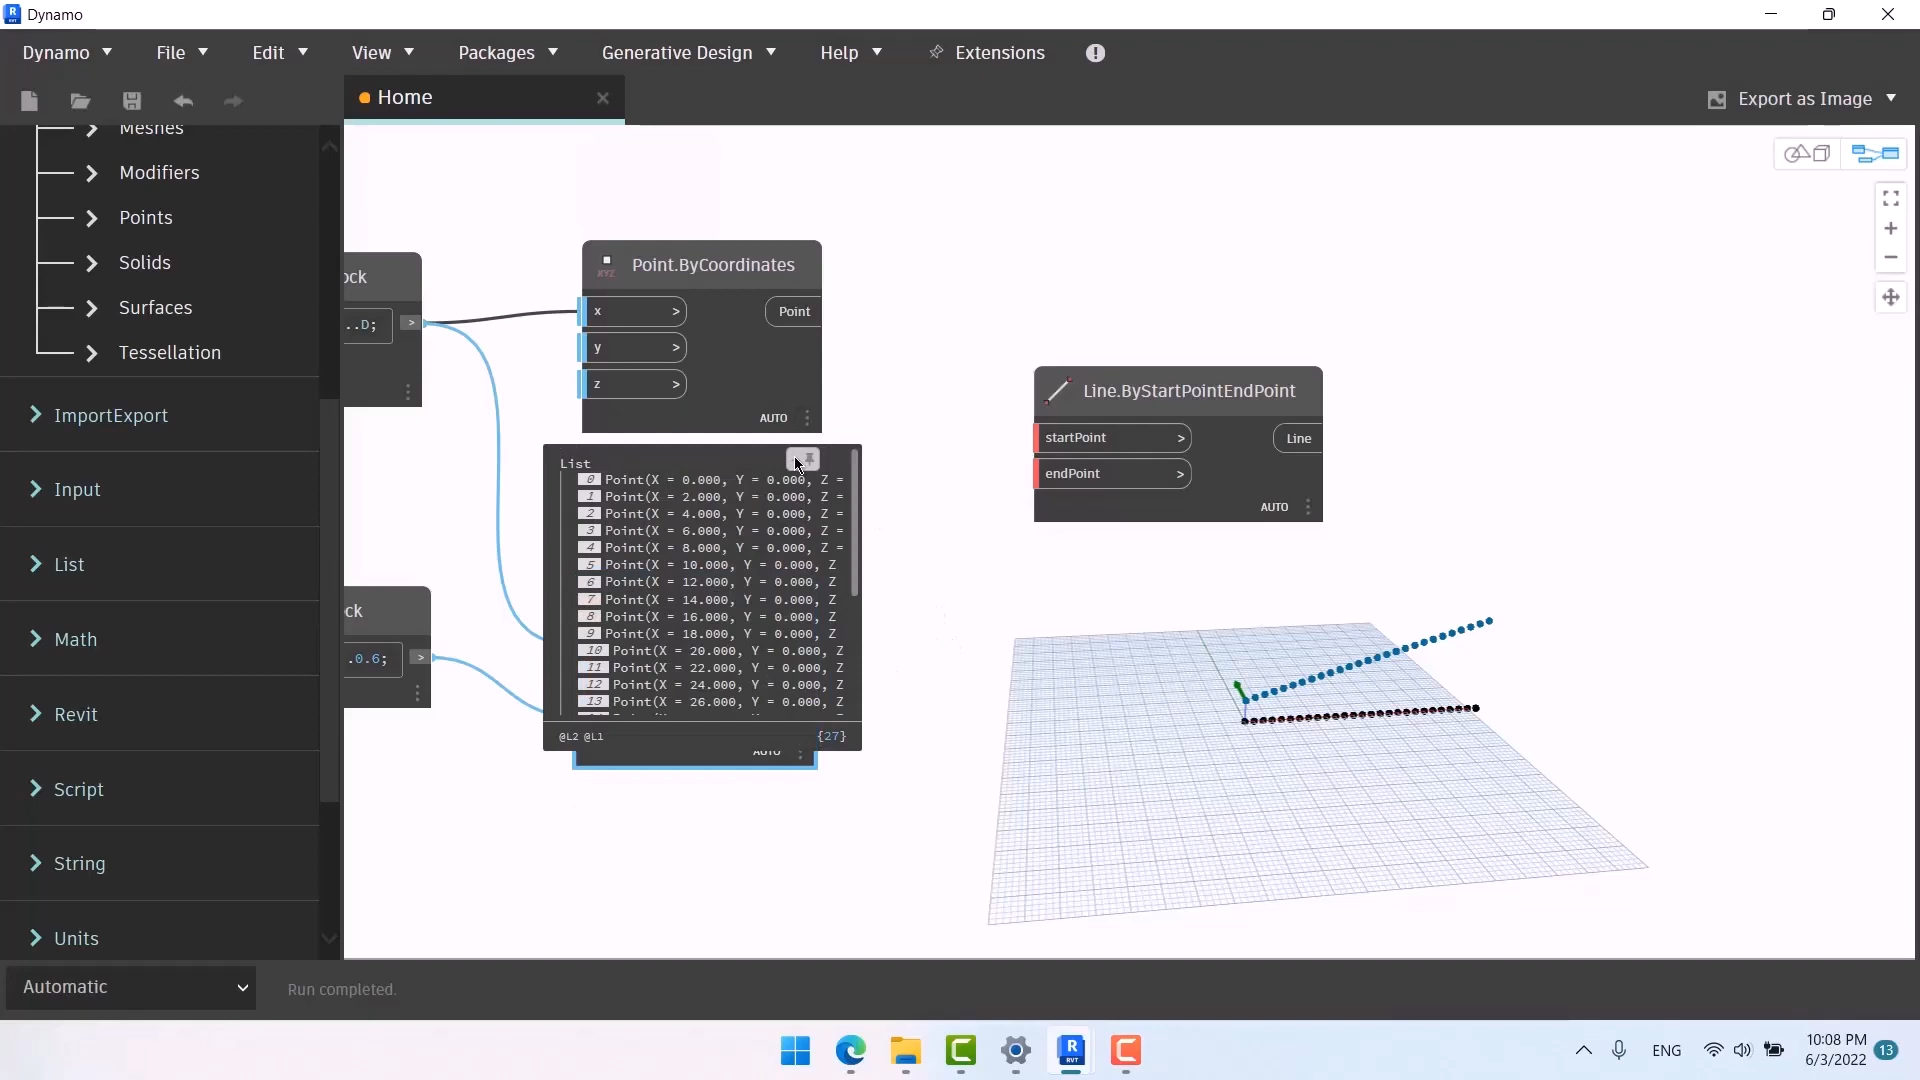 Dynamo
Dynamo File Edit View Packages Generative Design Help Extensions
Home
Export as Image
Meshes
Modifiers
Points
Solids
Surfaces
Tessellation
ImportExport
Input
List
Math
Revit
Script
String
Units
ock
..D; >
ck
.0.6; >
Point.ByCoordinates
XYZ
x >
Point
y >
z >
AUTO
List
0 Point(X = 0.000, Y = 0.000, Z =
1 Point(X = 2.000, Y = 0.000, Z =
2 Point(X = 4.000, Y = 0.000, Z =
3 Point(X = 6.000, Y = 0.000, Z =
4 Point(X = 8.000, Y = 0.000, Z =
5 Point(X = 10.000, Y = 0.000, Z
6 Point(X = 12.000, Y = 0.000, Z
7 Point(X = 14.000, Y = 0.000, Z
8 Point(X = 16.000, Y = 0.000, Z
9 Point(X = 18.000, Y = 0.000, Z
10 Point(X = 20.000, Y = 0.000, Z
11 Point(X = 22.000, Y = 0.000, Z
12 Point(X = 24.000, Y = 0.000, Z
13 Point(X = 26.000, Y = 0.000, Z
@L2 @L1 {27}
AUTO
Line.ByStartPointEndPoint
startPoint >
Line
endPoint >
AUTO
Automatic
Run completed.
R
RVT
ENG
10:08 PM
6/3/2022
13